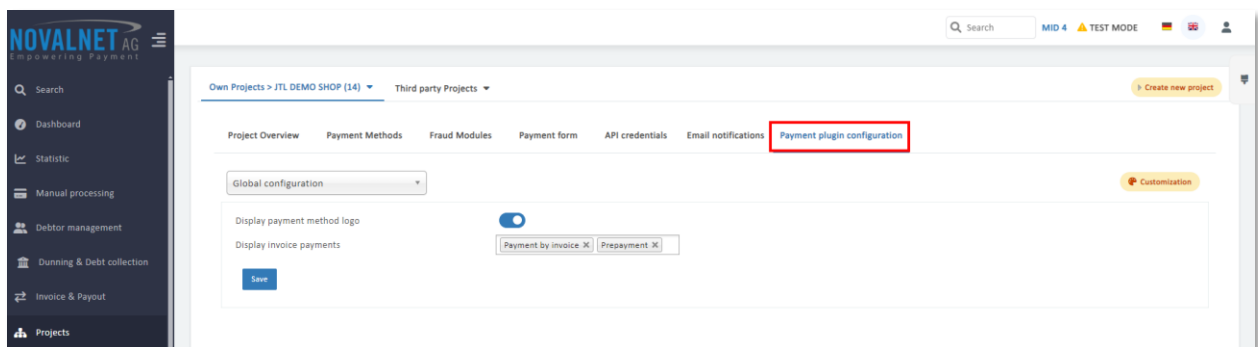 NOVALNET AG
Empowering Payment
Search
MID 4
TEST MODE
Search
Dashboard
Statistic
Manual processing
Debtor management
Dunning & Debt collection
Invoice & Payout
Projects
Own Projects > JTL DEMO SHOP (14)
Third party Projects
Create new project
Project Overview
Payment Methods
Fraud Modules
Payment form
API credentials
Email notifications
Payment plugin configuration
Global configuration
Customization
Display payment method logo
Display invoice payments
Payment by invoice ×
Prepayment ×
Save